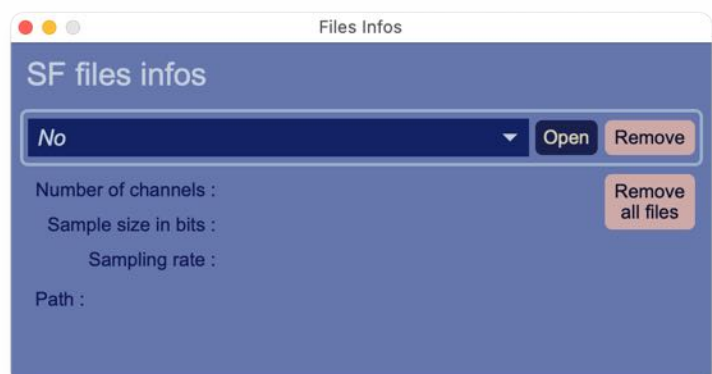 Files Infos
SF files infos
No
Open
Remove
Number of channels :
Remove
all files
Sample size in bits :
Sampling rate :
Path :